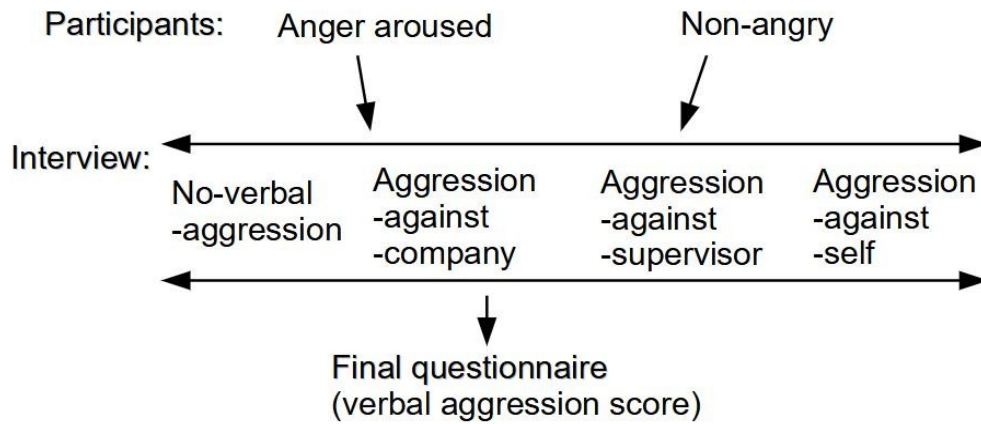 Participants: Anger aroused Non-angry
Interview:
No-verbal
-aggression
Aggression
-against
-company
Aggression
-against
-supervisor
Aggression
-against
-self
Final questionnaire
(verbal aggression score)